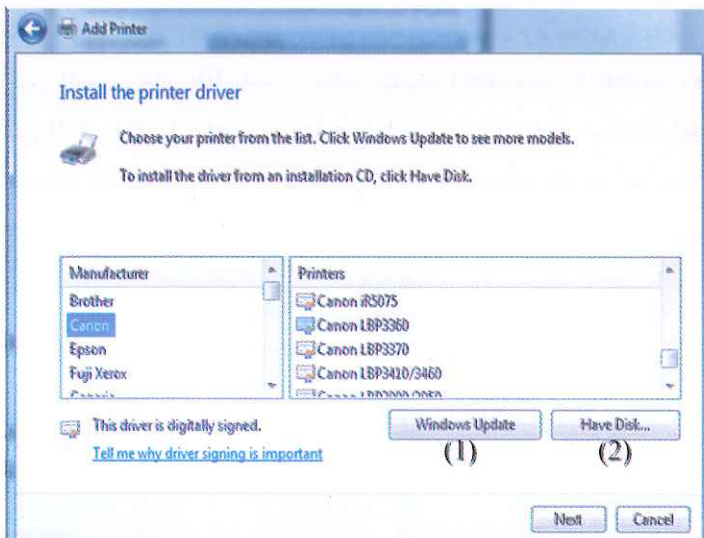 Add Printer
Install the printer driver
Choose your printer from the list. Click Windows Update to see more models.
To install the driver from an installation CD, click Have Disk.
Manufacturer
Brother
Canon
Epson
Fuji Xerox
Printers
Canon iR5075
Canon LBP3360
Canon LBP3370
Canon LBP3410/3460
This driver is digitally signed.
Tell me why driver signing is important
Windows Update
(1)
Have Disk...
(2)
Next
Cancel